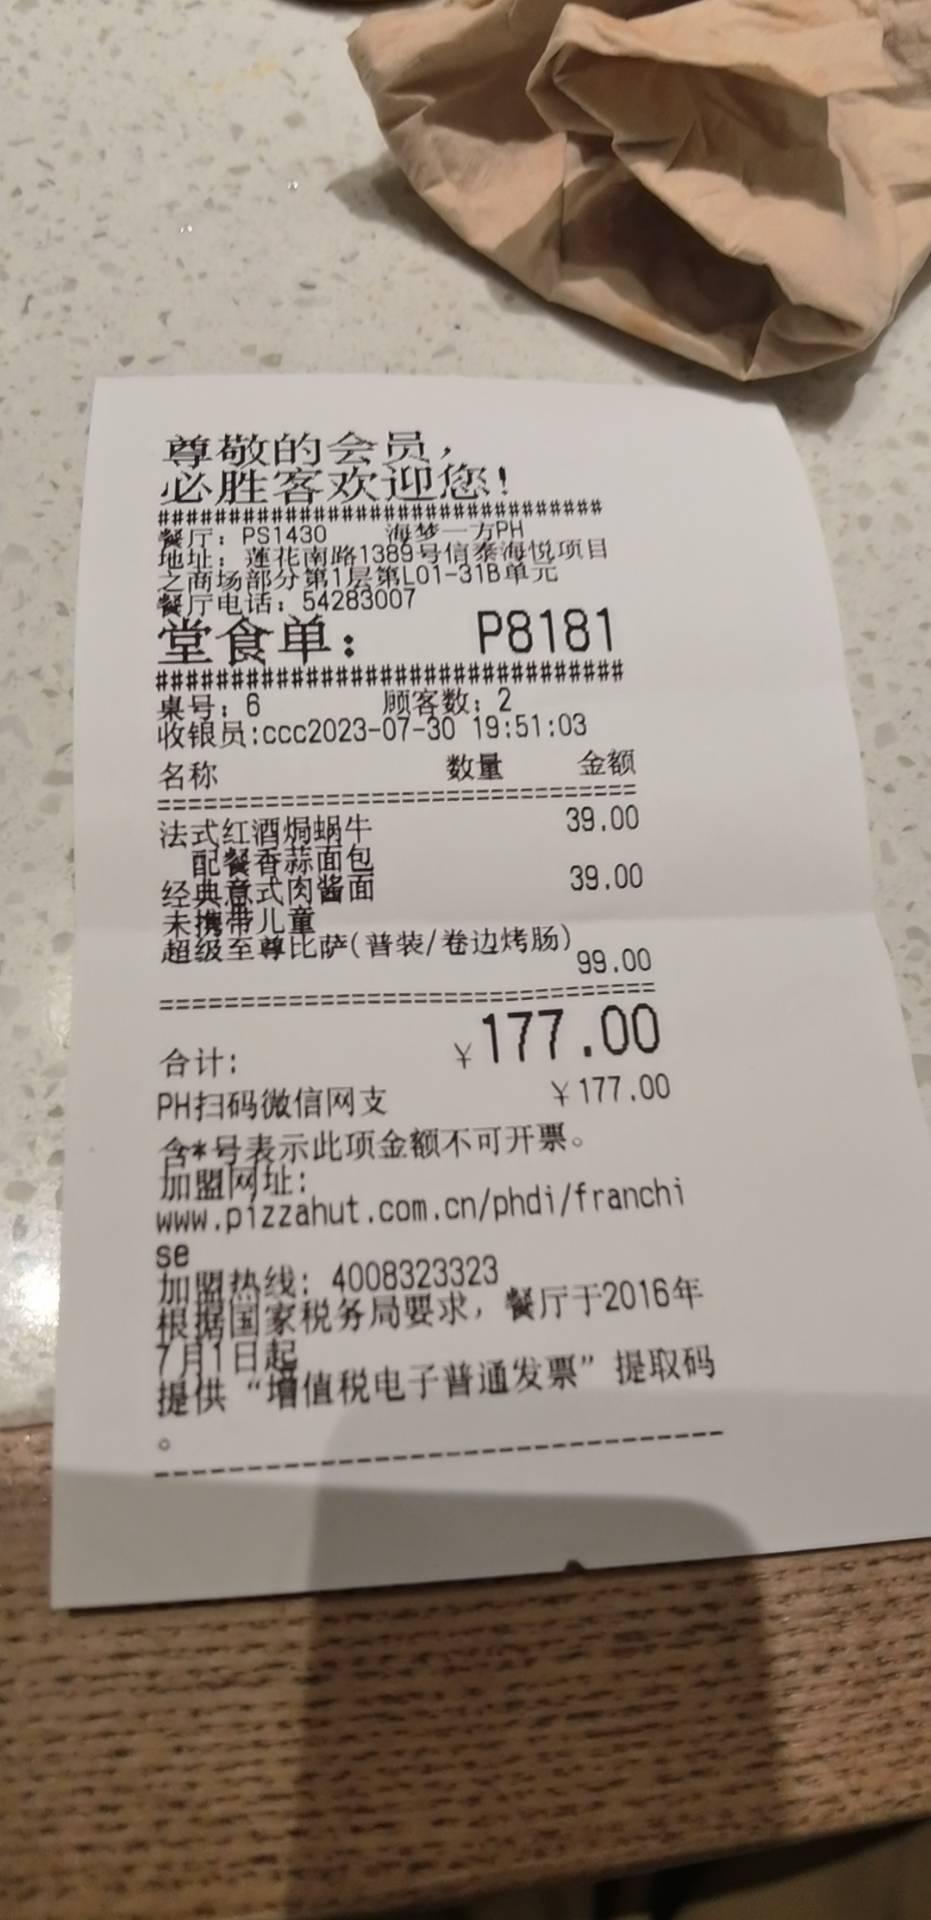 尊敬的会员，
必胜客欢迎您!
################################
餐厅: PS1430 海梦一方PH
地址: 莲花南路1389号信泰海悦项目
之商场部分第1层第L01-31B单元
餐厅电话: 54283007
堂食单: P8181
################################
桌号: 6 顾客数: 2
收银员:ccc2023-07-30 19:51:03
名称 数量 金额
================================
法式红酒焗蜗牛 39.00
配餐香蒜面包
经典意式肉酱面 39.00
未携带儿童
超级至尊比萨(普装/卷边烤肠)
99.00
================================
合计: ￥177.00
PH扫码微信网支 ￥177.00
含*号表示此项金额不可开票。
加盟网址:
www.pizzahut.com.cn/phdi/franchi
se
加盟热线: 4008323323
根据国家税务局要求，餐厅于2016年
7月1日起
提供“增值税电子普通发票”提取码
。
--------------------------------